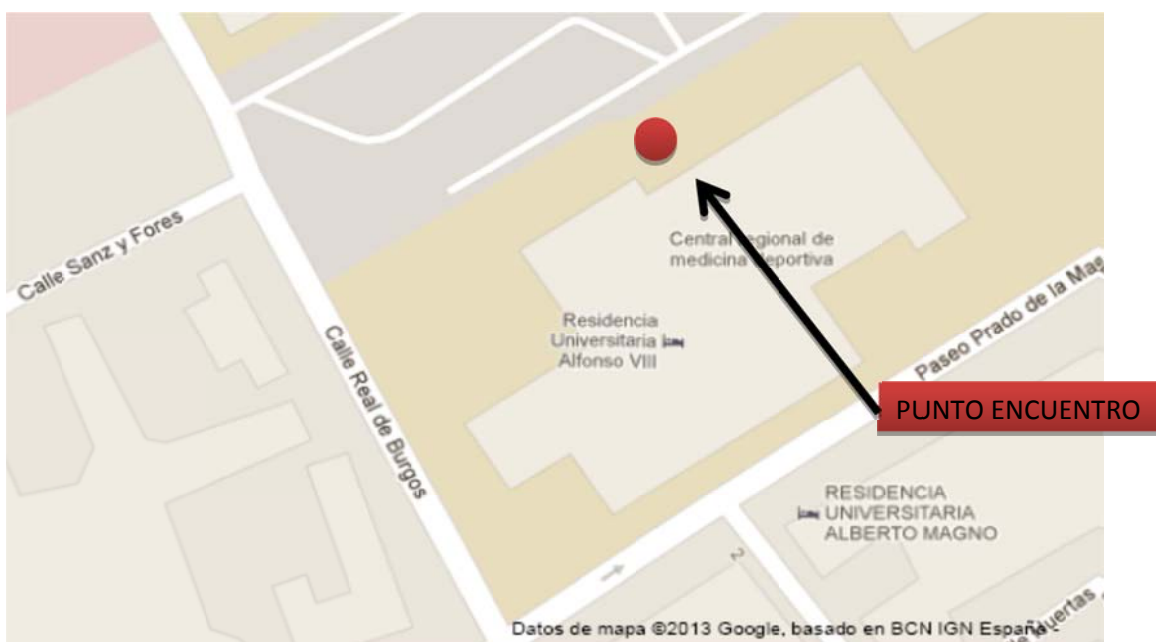 Calle Sanz y Fores
Calle Real de Burgos
Central regional de
medicina deportiva
Residencia
Universitaria
Alfonso VIII
Paseo Prado de la Mag
PUNTO ENCUENTRO
RESIDENCIA
UNIVERSITARIA
ALBERTO MAGNO
2
Huertas
Datos de mapa ©2013 Google, basado en BCN IGN España